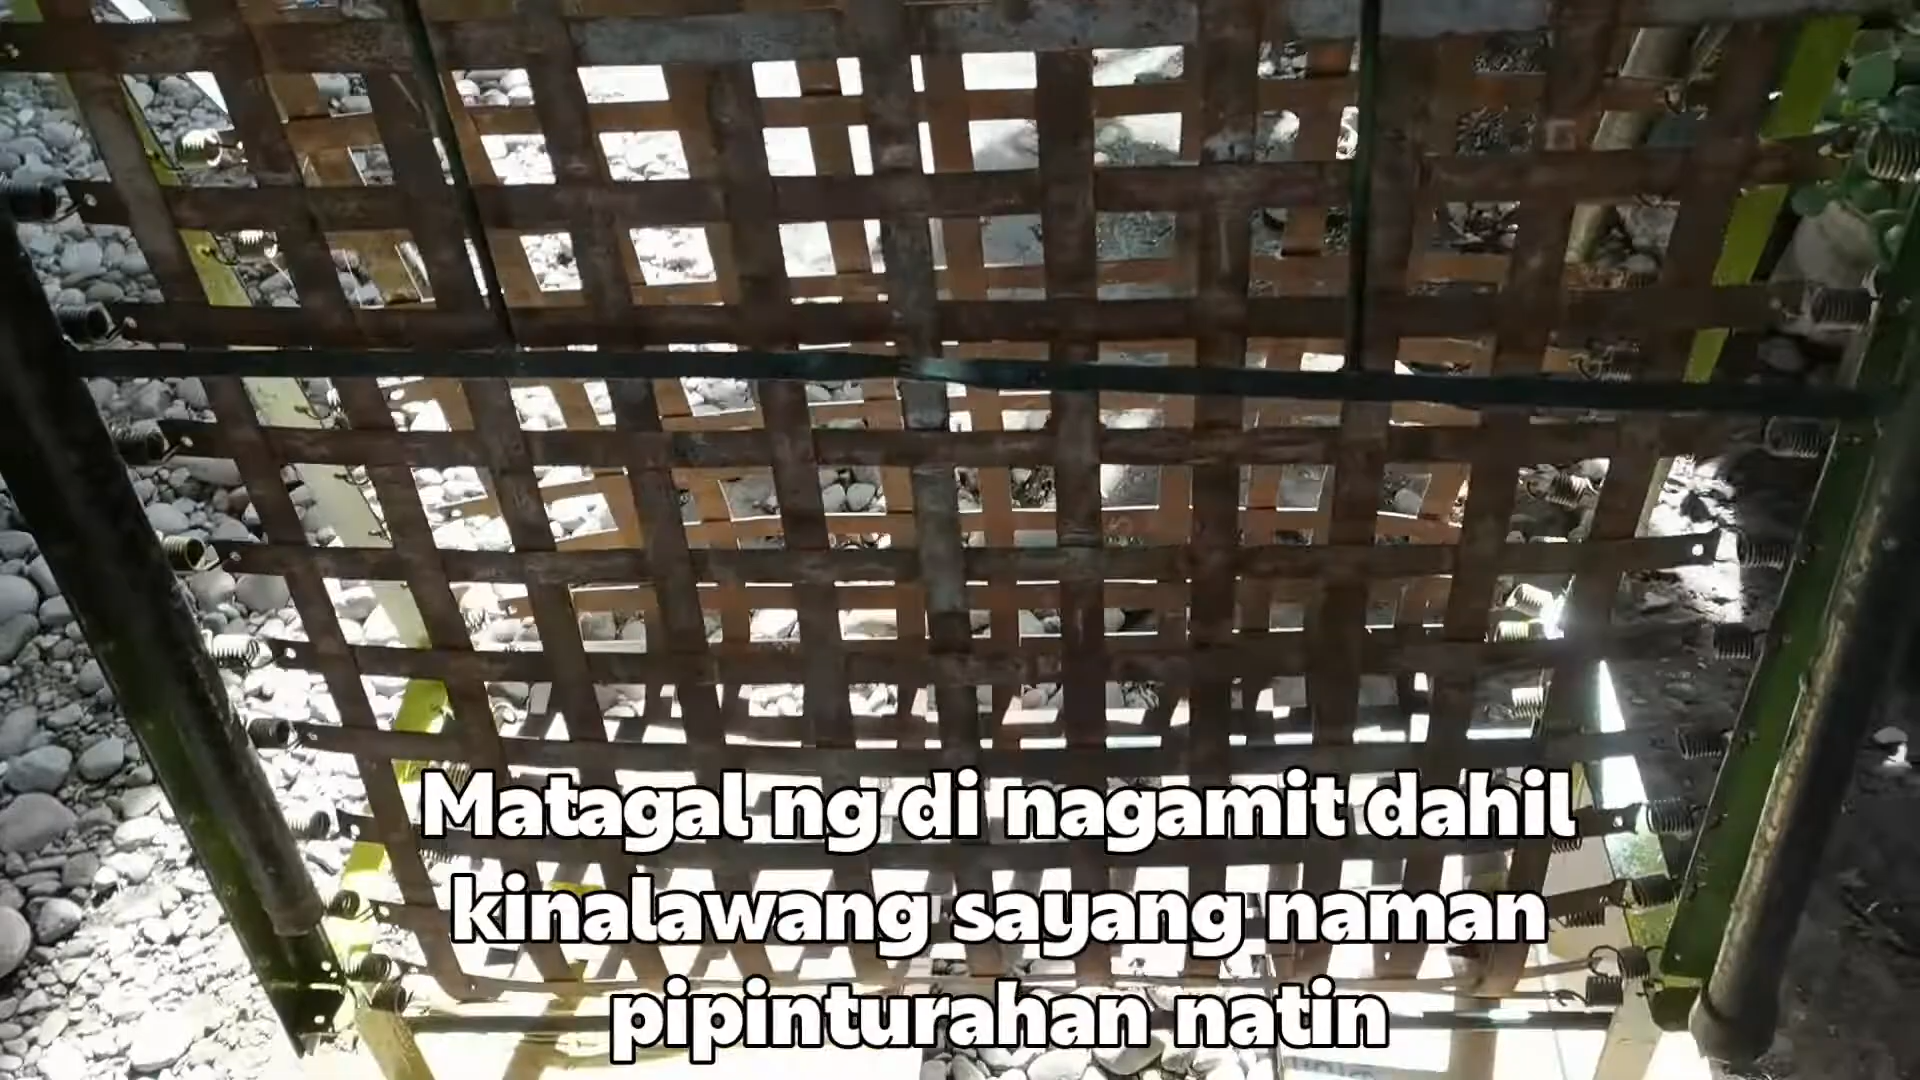 Matagal ng di nagamit dahil
kinalawang sayang naman
pipinturahan natin